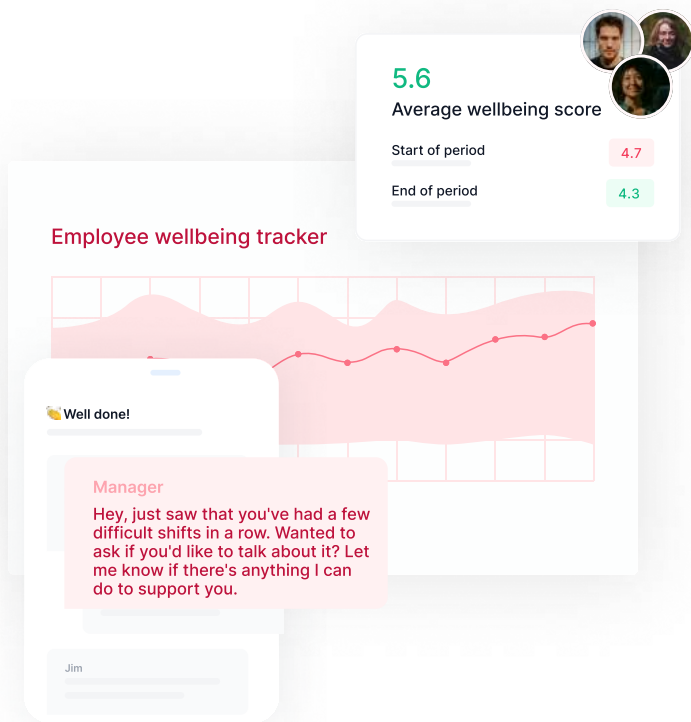 5.6
Average wellbeing score
Start of period
4.7
End of period
4.3
Employee wellbeing tracker
👏Well done!
Manager
Hey, just saw that you've had a few
difficult shifts in a row. Wanted to
ask if you'd like to talk about it? Let
me know if there's anything I can
do to support you.
Jim